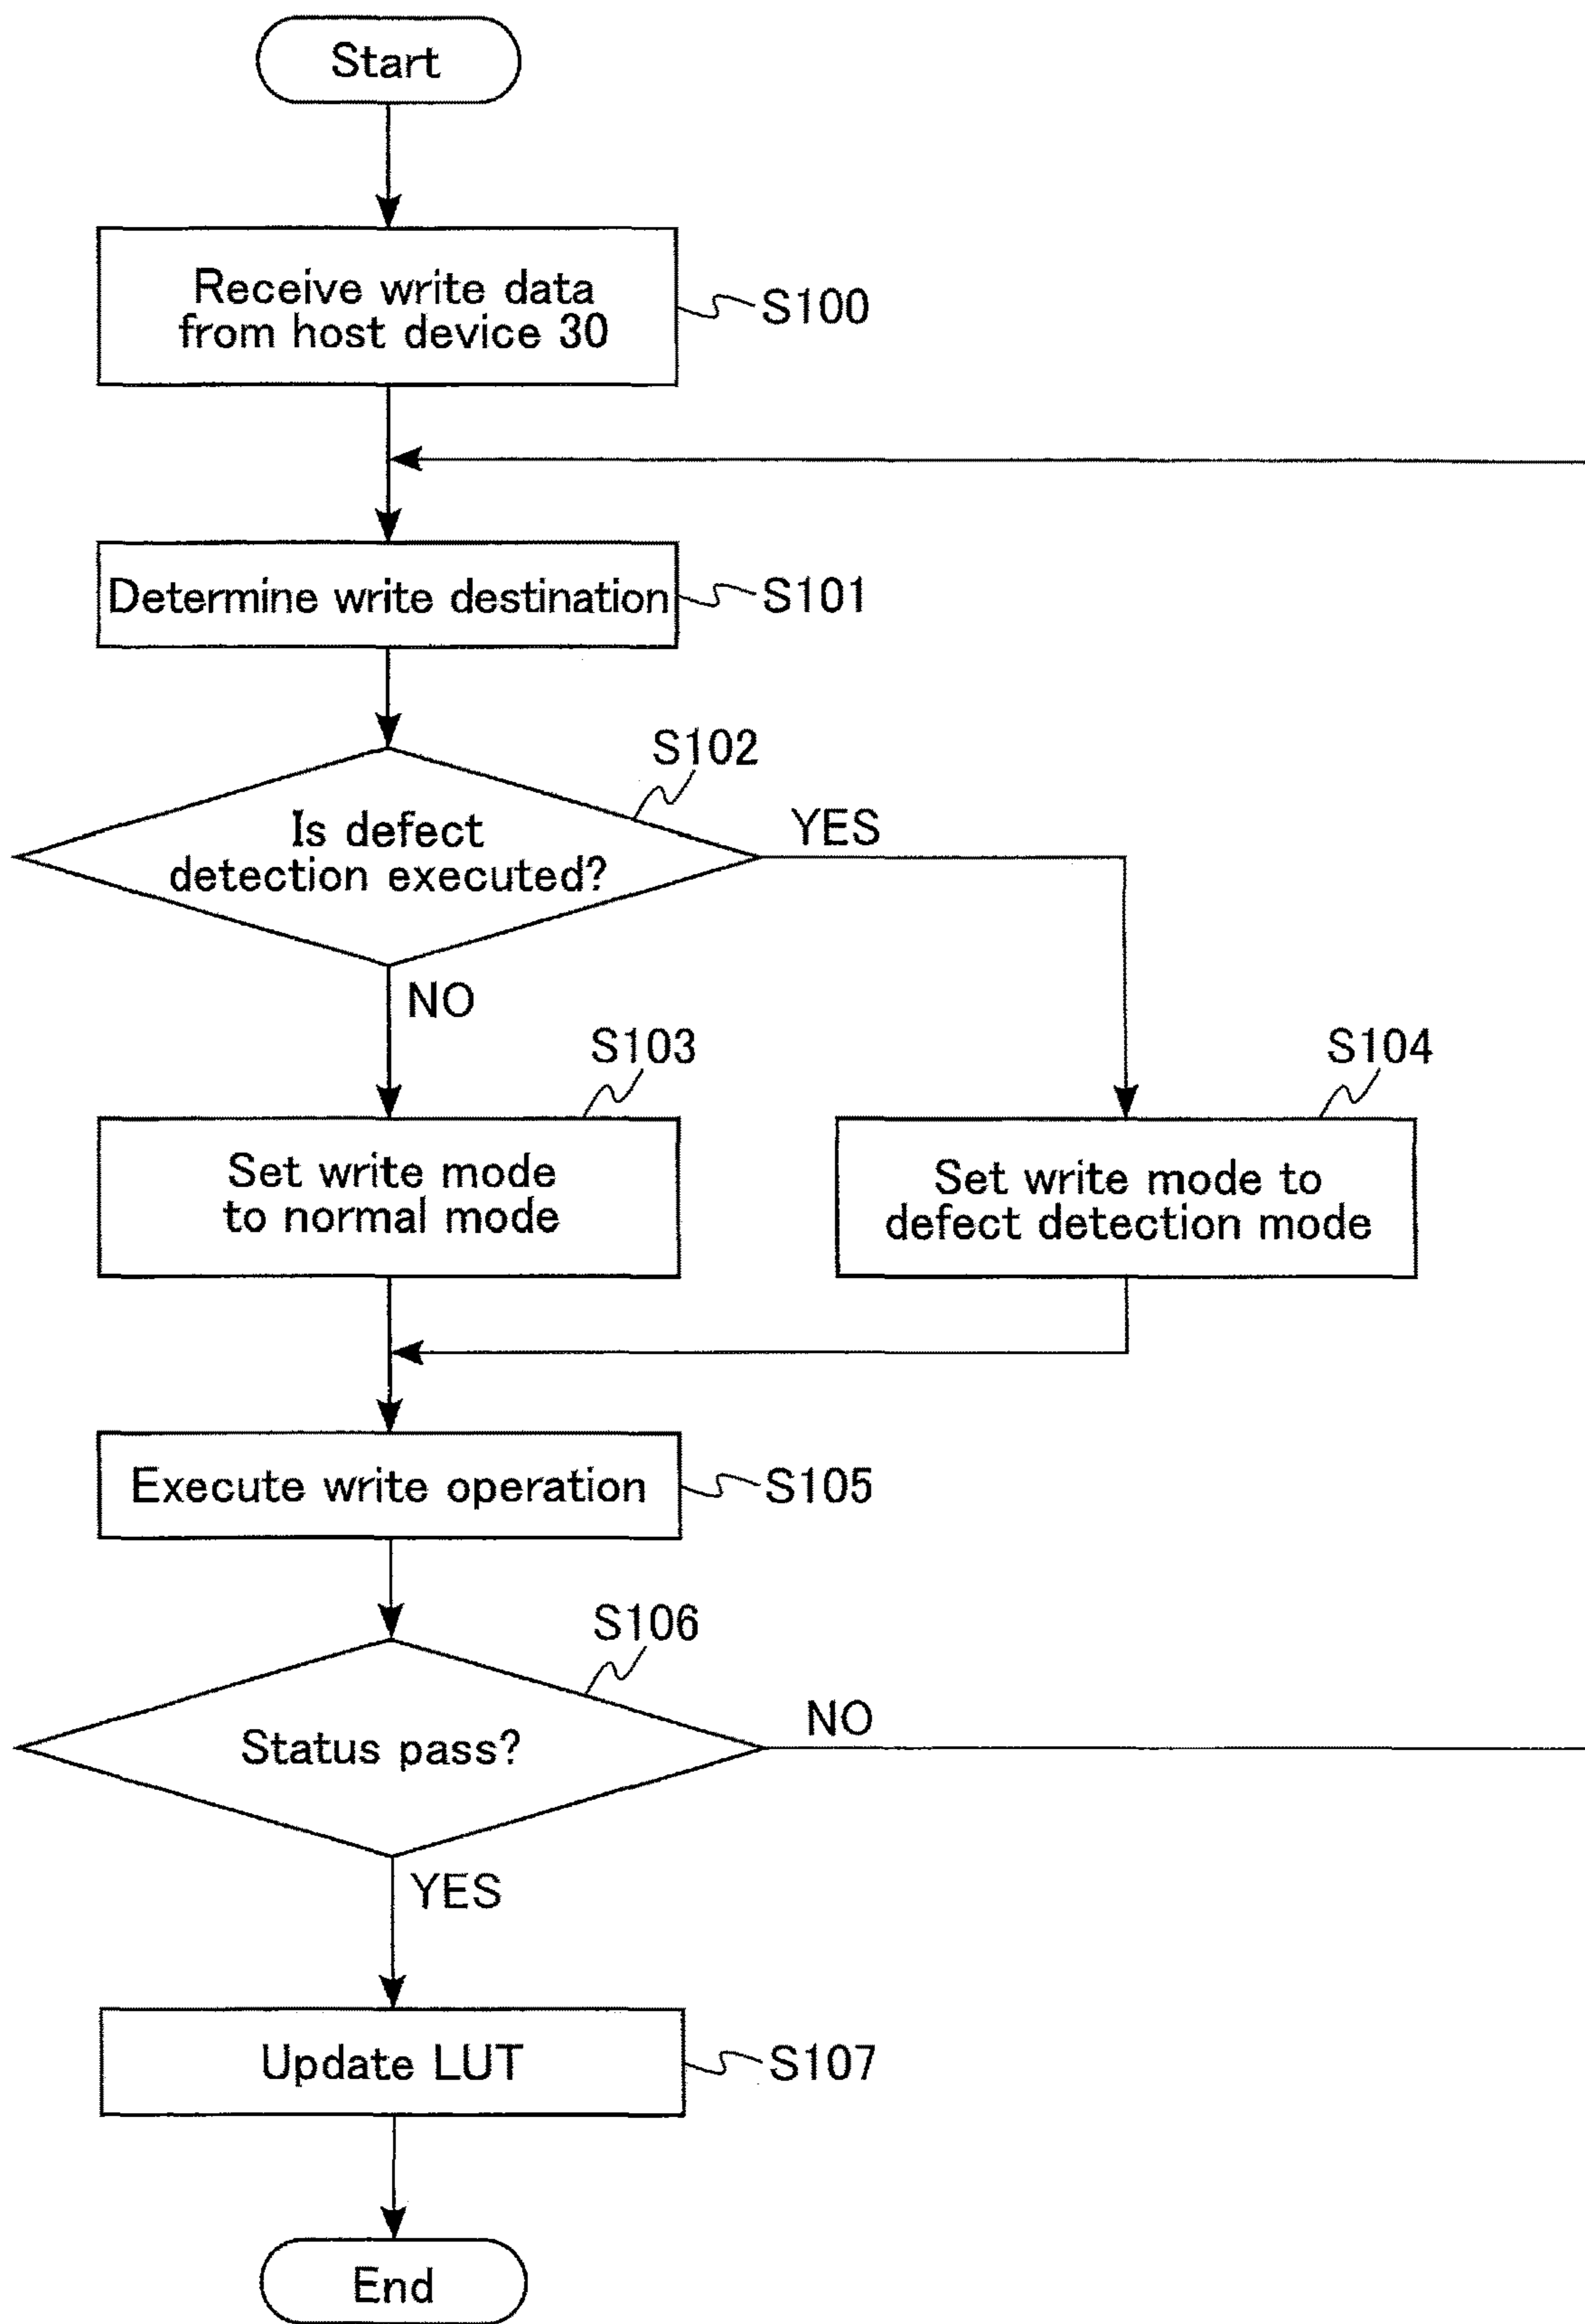 Start
Receive write data
from host device 30
S100
Determine write destination
S101
S102
Is defect
detection executed?
YES
NO
S103
S104
Set write mode
to normal mode
Set write mode to
defect detection mode
Execute write operation
S105
S106
Status pass?
NO
YES
Update LUT
S107
End